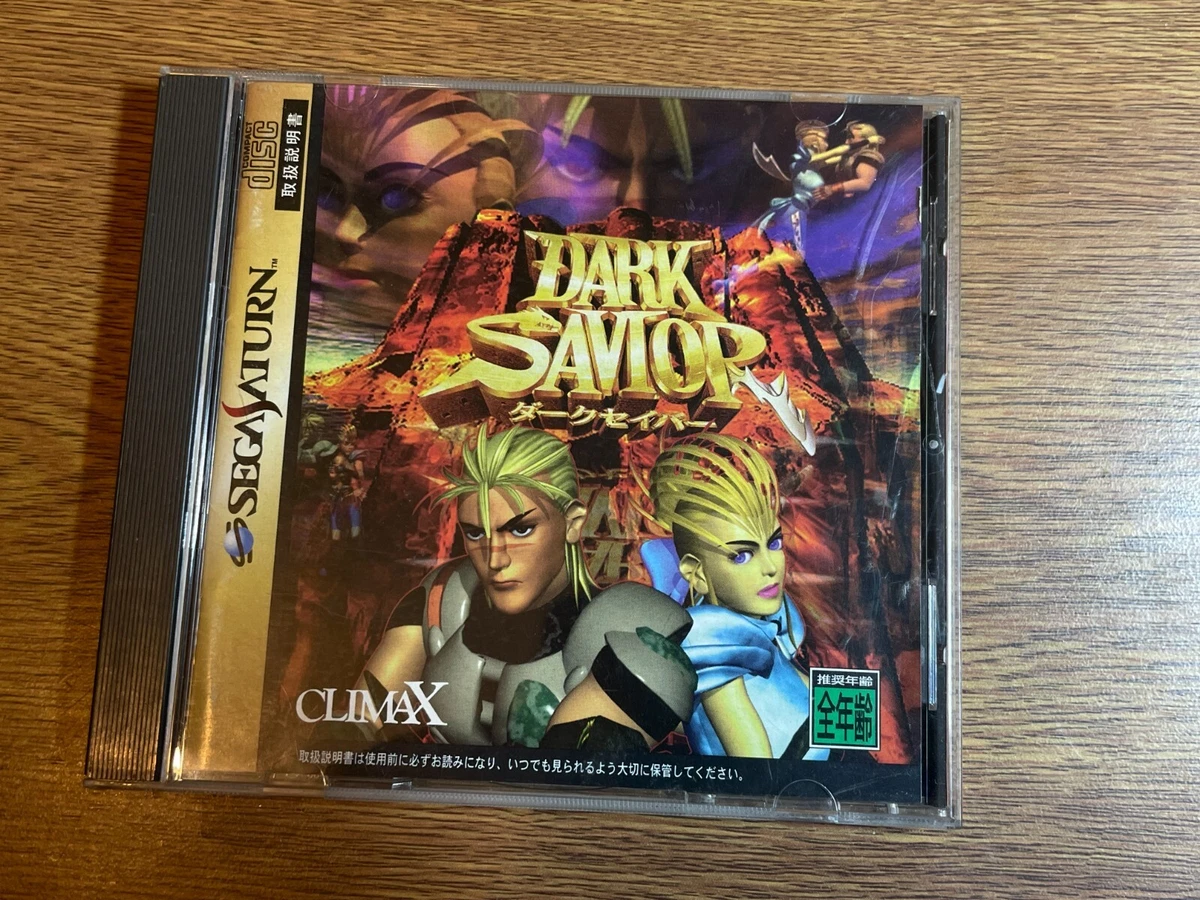 COMPACT
disc
取扱説明書
SEGA SATURN™
DARK
SAVIOR
ダークセイバー
CLIMAX
推奨年齢
全年齢
取扱説明書は使用前に必ずお読みになり、いつでも見られるよう大切に保管してください。